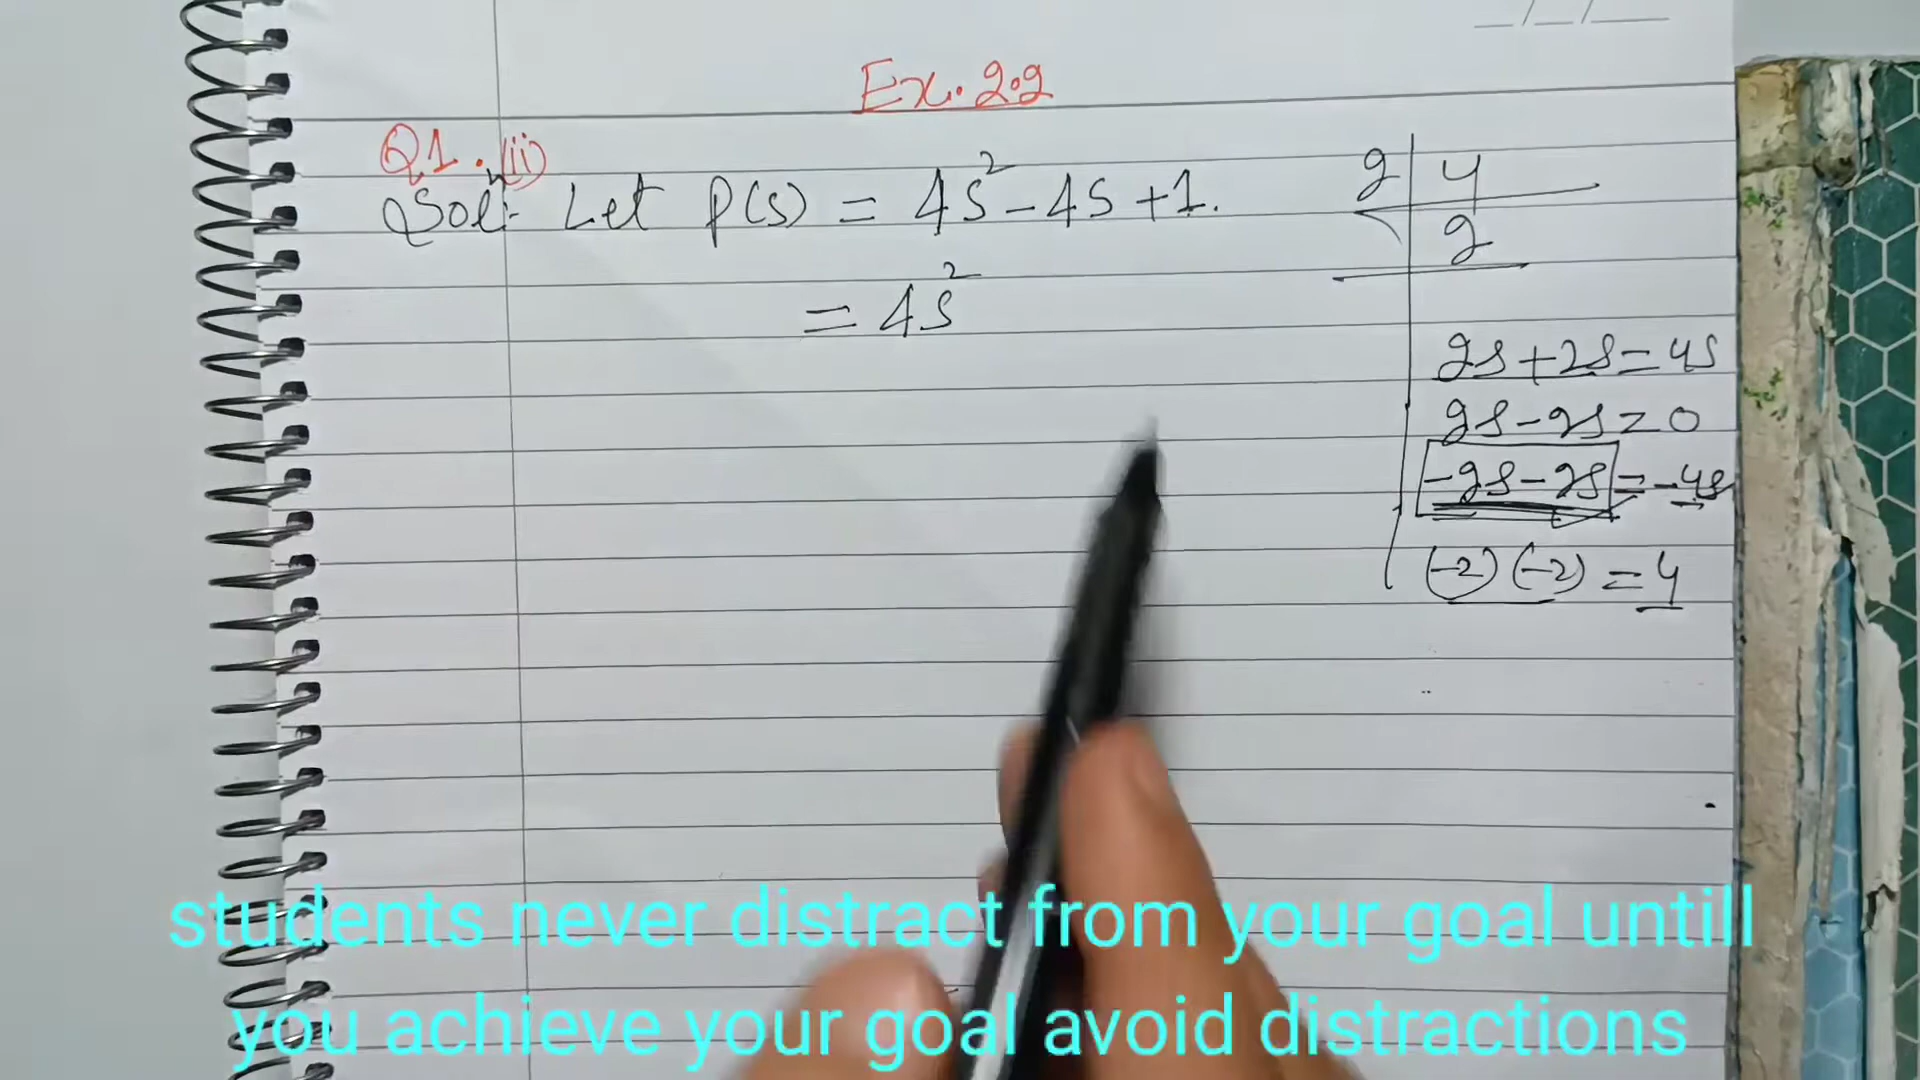 Ex. 2.2
Q1. (ii)
Sol:- Let P(s) = 4s² - 4s + 1.
= 4s²
2 | 4
2
2s + 2s = 4s
2s - 2s = 0
-2s - 2s = -4s
(-2) (-2) = 4
students never distract from your goal untill
you achieve your goal avoid distractions